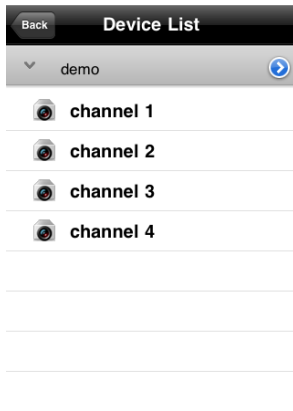 Back
Device List
demo
channel 1
channel 2
channel 3
channel 4